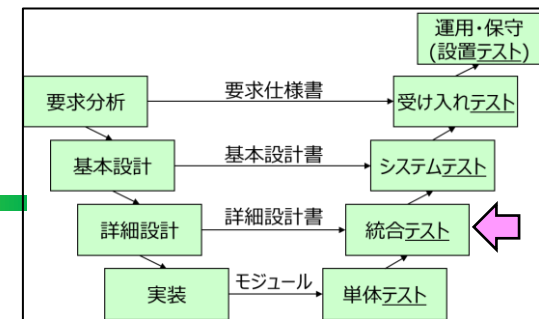 運用・保守
(設置テスト)
要求分析
要求仕様書
受け入れテスト
基本設計
基本設計書
システムテスト
詳細設計
詳細設計書
統合テスト
実装
モジュール
単体テスト